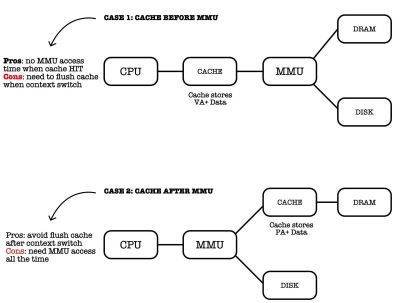 CASE 1: CACHE BEFORE MMU
DRAM
Pros: no MMU access
time when cache HIT
Cons: need to flush cache
when context switch
CPU
CACHE
MMU
Cache stores
VA+ Data
DISK
CASE 2: CACHE AFTER MMU
CACHE
DRAM
Cache stores
PA+ Data
Pros: avoid flush cache
after context switch
Cons: need MMU access
all the time
CPU
MMU
DISK